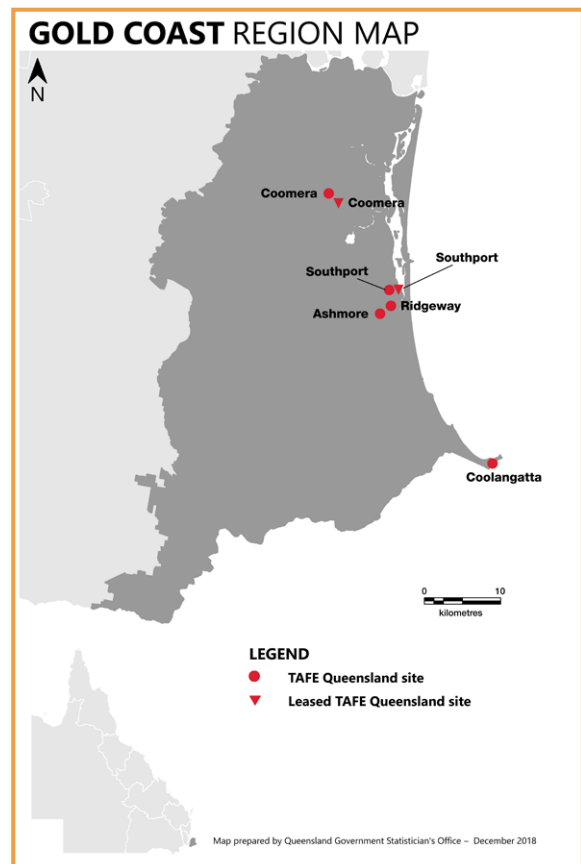 GOLD COAST REGION MAP
N
Coomera
Coomera
Southport
Southport
Ridgeway
Ashmore
Coolangatta
0 10
kilometres
LEGEND
TAFE Queensland site
Leased TAFE Queensland site
Map prepared by Queensland Government Statistician's Office – December 2018